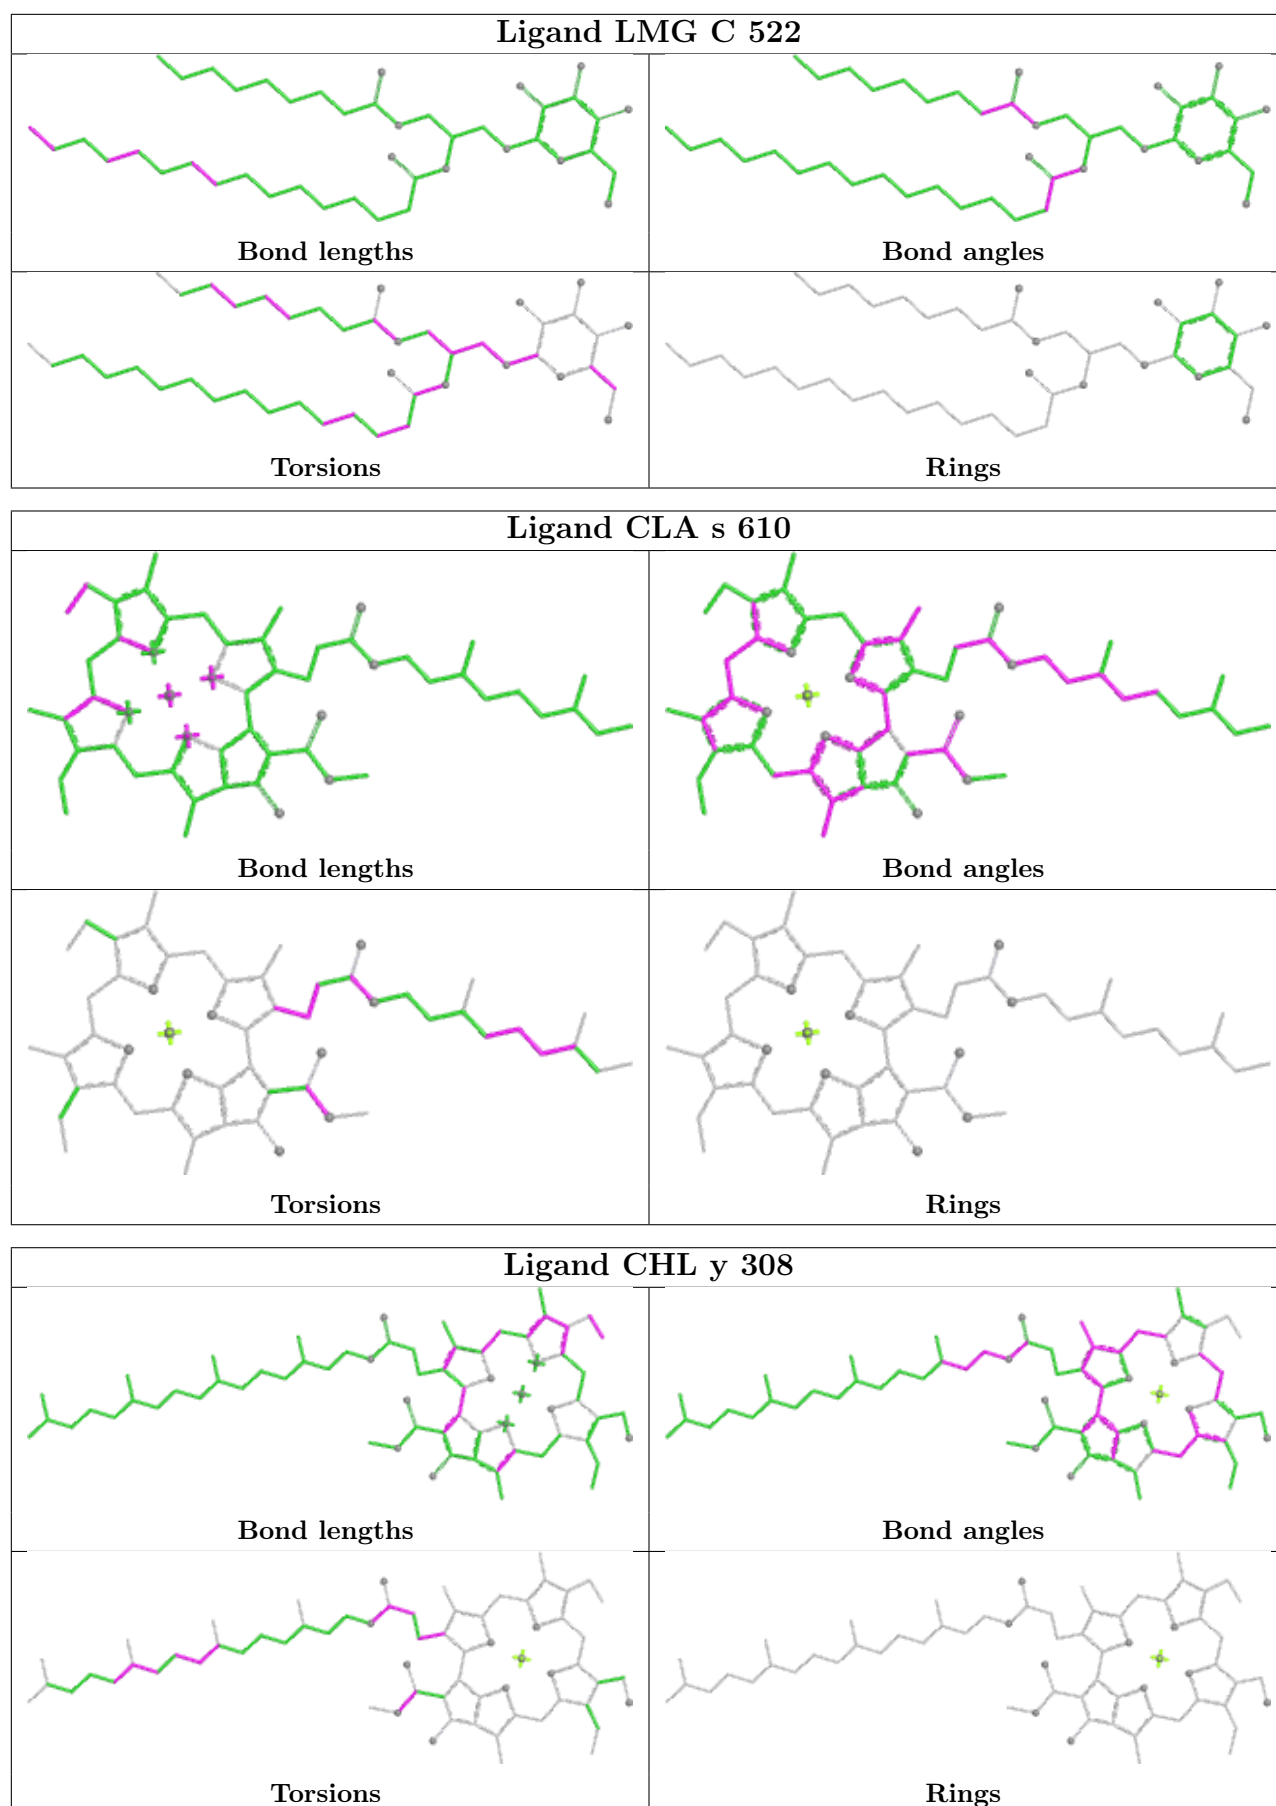 Ligand LMG C 522
Bond lengths
Bond angles
Torsions
Rings
Ligand CLA s 610
Bond lengths
Bond angles
Torsions
Rings
Ligand CHL y 308
Bond lengths
Bond angles
Torsions
Rings